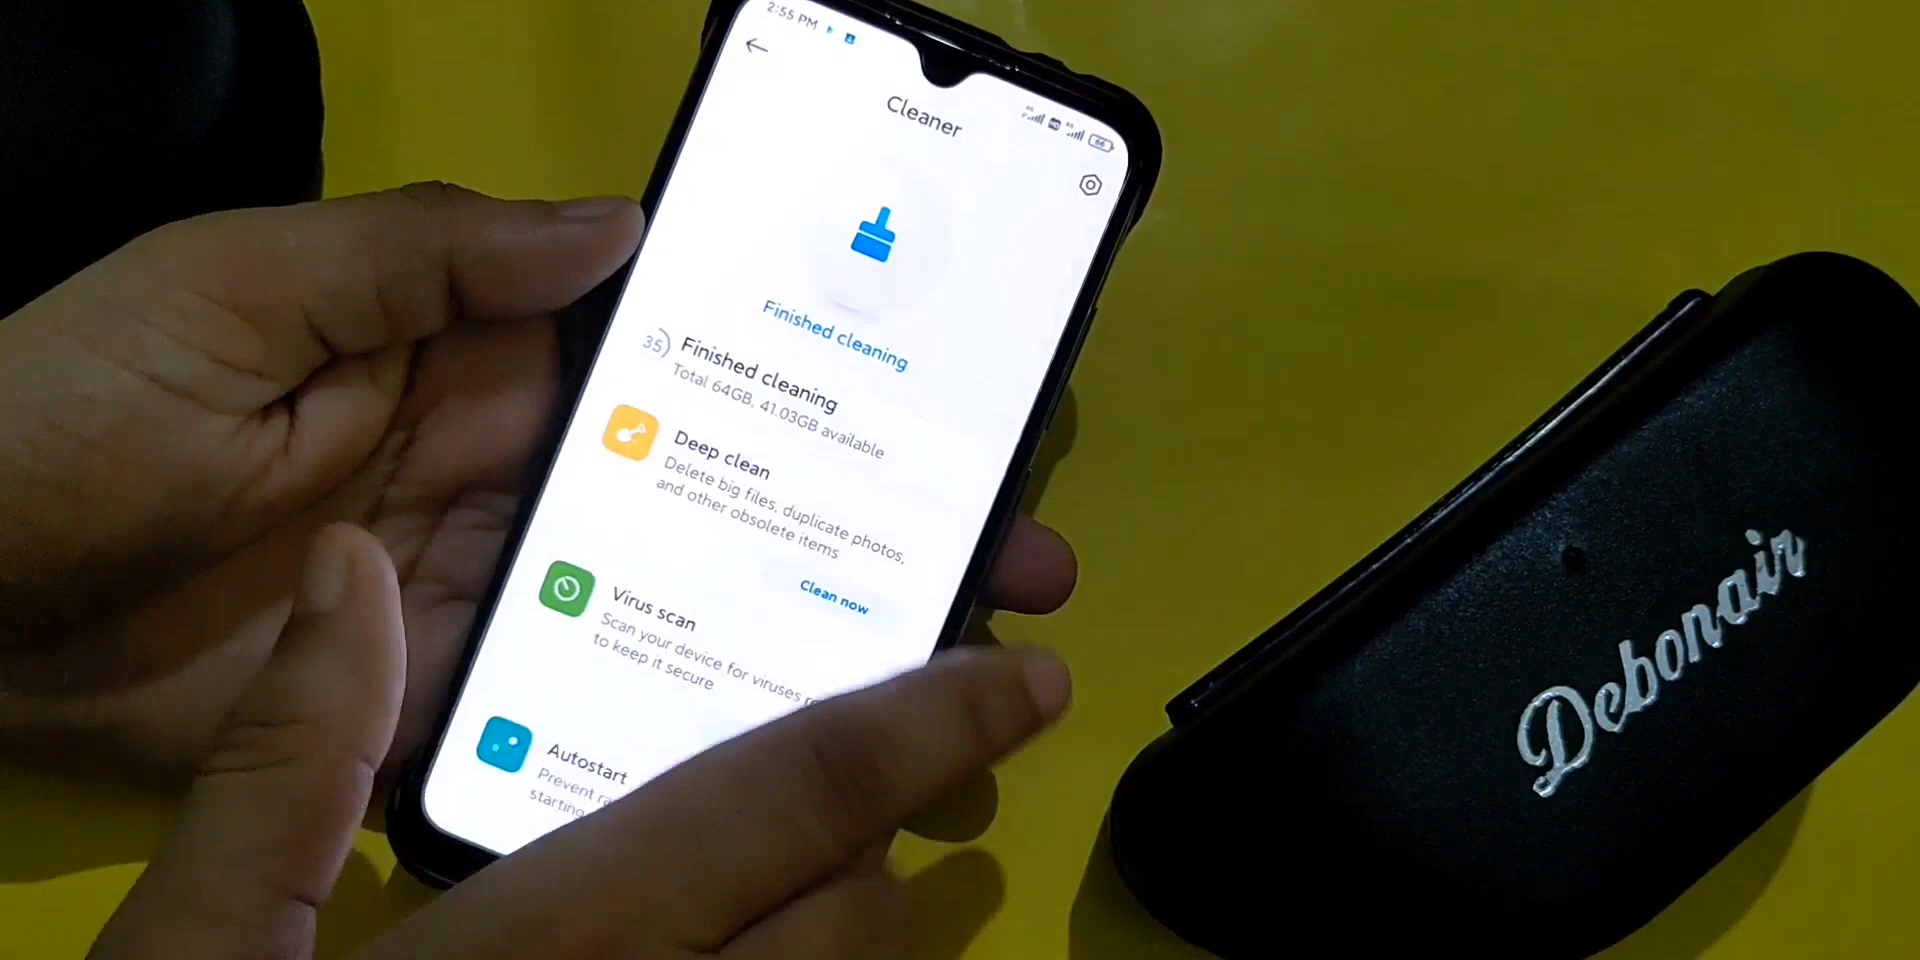 2:55 PM
Cleaner
66
Finished cleaning
35
Finished cleaning
Total 64GB, 41.03GB available
Deep clean
Delete big files, duplicate photos,
and other obsolete items
Clean now
Virus scan
Scan your device for viruses
to keep it secure
Autostart
Prevent
starting
Debonair